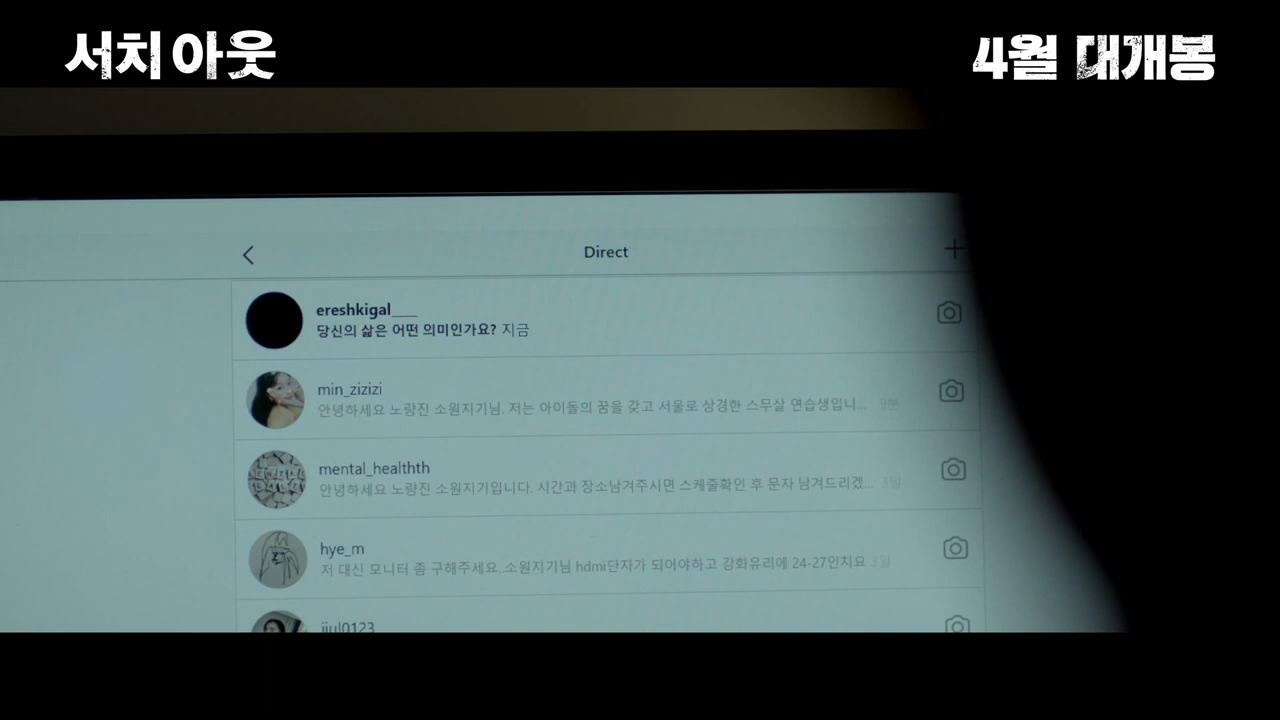 서치 아웃
4월 대개봉
Direct
ereshkigal___
당신의 삶은 어떤 의미인가요? 지금
min_zizizi
안녕하세요 노량진 소원지기님. 저는 아이돌의 꿈을 갖고 서울로 상경한 스무살 연습생입니... 9분
mental_healthth
안녕하세요 노량진 소원지기입니다. 시간과 장소남겨주시면 스케줄확인 후 문자 남겨드리겠... 3일
hye_m
저 대신 모니터 좀 구해주세요..소원지기님 hdmi단자가 되어야하고 강화유리에 24-27인치요 3일
jjul0123